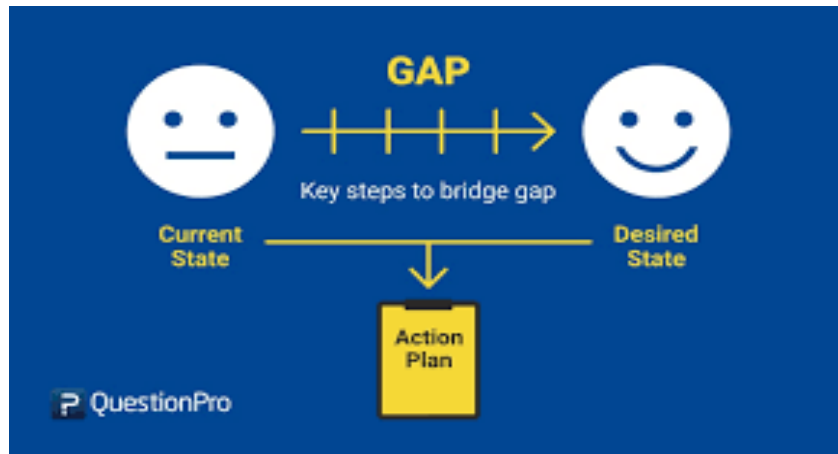 GAP
Key steps to bridge gap
Current
State
Desired
State
Action
Plan
QuestionPro